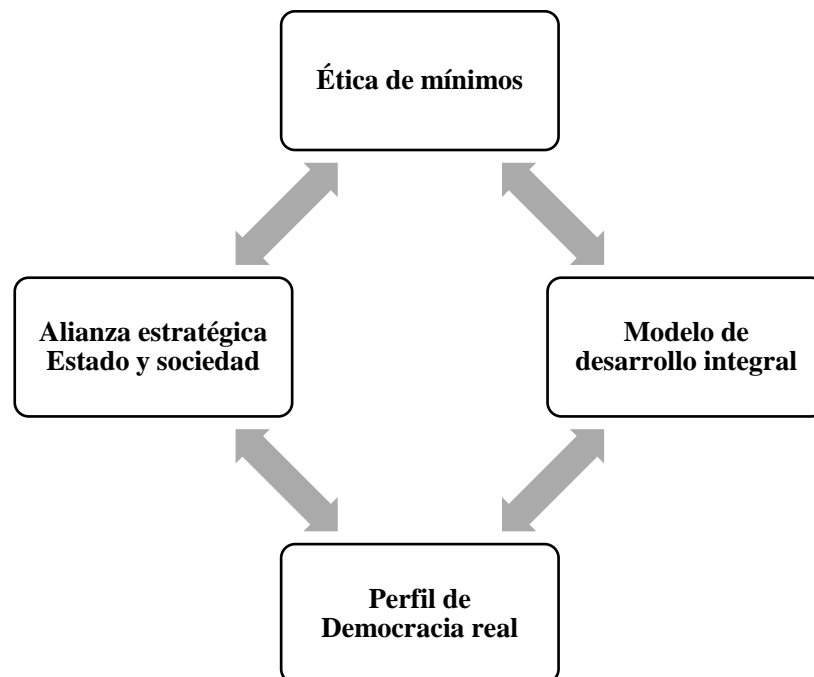 Ética de mínimos
Alianza estratégica
Estado y sociedad
Modelo de
desarrollo integral
Perfil de
Democracia real